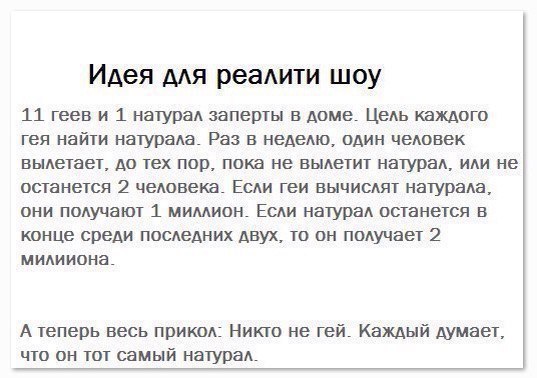 Идея для реалити шоу
11 геев и 1 натурал заперты в доме. Цель каждого
гея найти натурала. Раз в неделю, один человек
вылетает, до тех пор, пока не вылетит натурал, или не
останется 2 человека. Если геи вычислят натурала,
они получают 1 миллион. Если натурал останется в
конце среди последних двух, то он получает 2
милииона.
А теперь весь прикол: Никто не гей. Каждый думает,
что он тот самый натурал.